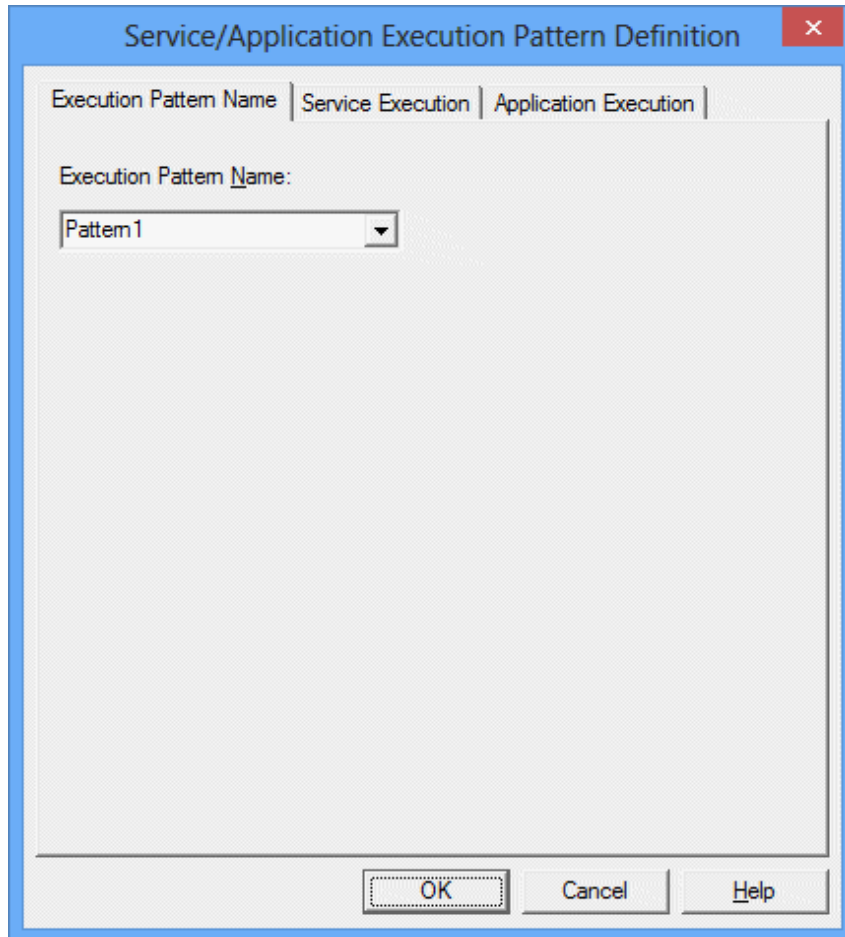 Service/Application Execution Pattern Definition
Execution Pattern Name Service Execution Application Execution
Execution Pattern Name:
Pattern1
OK Cancel Help